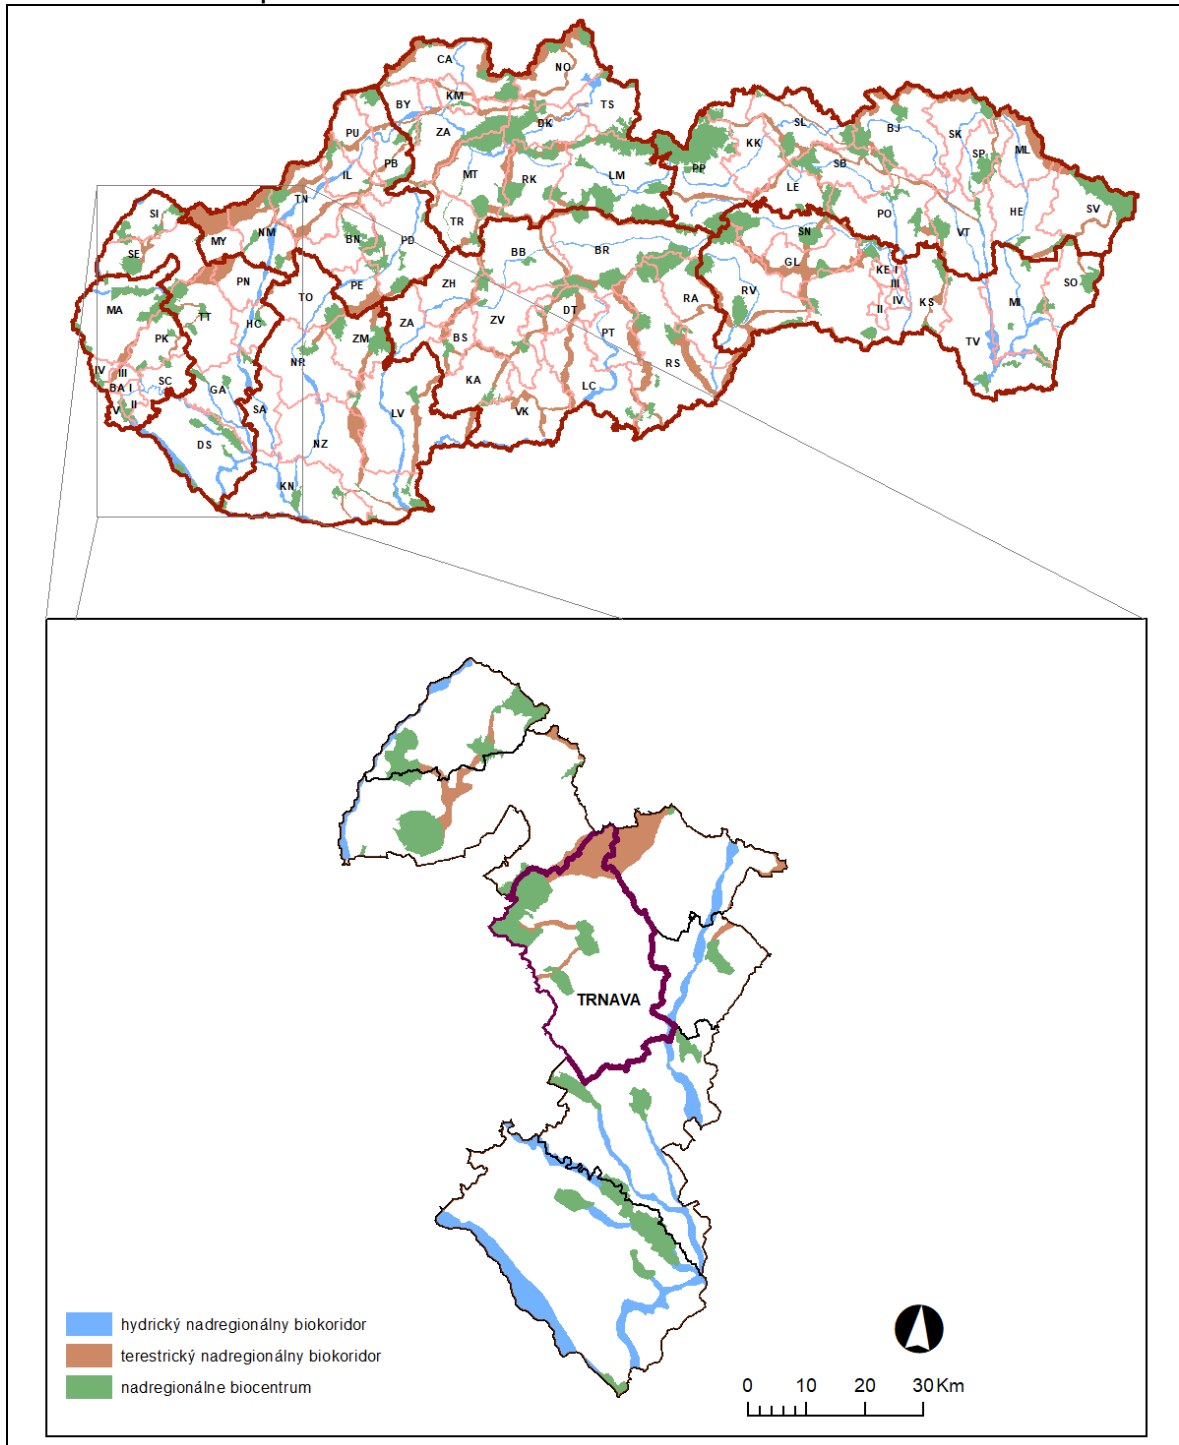 CA
NO
KM
BY
TS
PU
ZA
DK
PB
MT
RK
LM
IL
TN
TR
PP
KK
SL
BJ
SK
SP
ML
SB
LE
HE
SV
PO
VT
SI
SE
MY
NM
BN
PD
PE
BB
BR
SN
GL
KE I
III
IV
II
KS
MI
SO
TV
RV
RA
MA
PN
TO
ZH
ZA
ZV
DT
PT
TT
HC
PK
ZM
NR
BS
KA
RS
LC
VK
IV
III
BA I
II
V
SC
GA
SA
LV
DS
NZ
KN
TRNAVA
hydrický nadregionálny biokoridor
terestrický nadregionálny biokoridor
nadregionálne biocentrum
0 10 20 30 Km